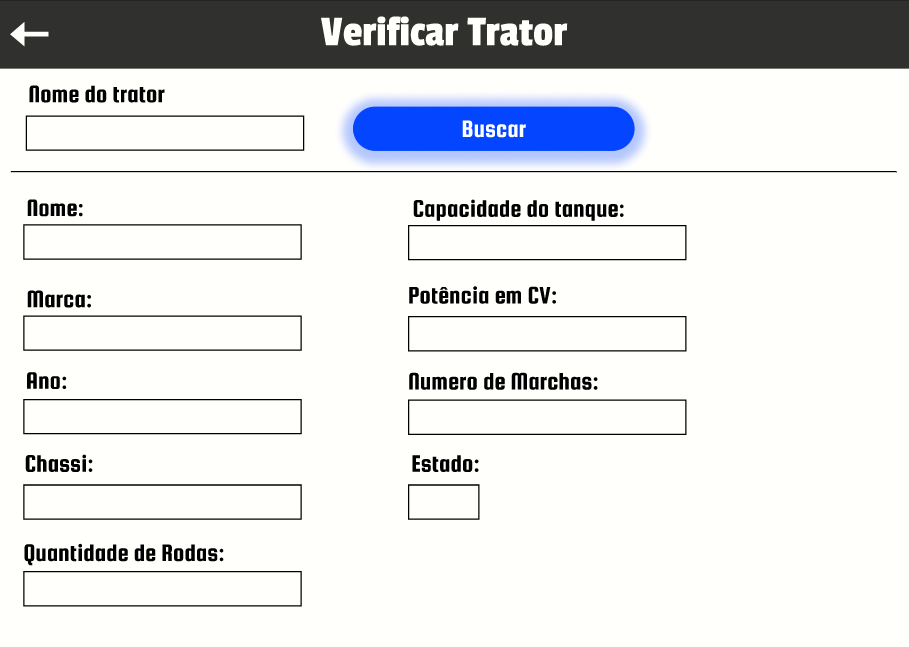 Verificar Trator
Nome do trator
Buscar
Nome:
Capacidade do tanque:
Marca:
Potência em CV:
Ano:
Numero de Marchas:
Chassi:
Estado:
Quantidade de Rodas: